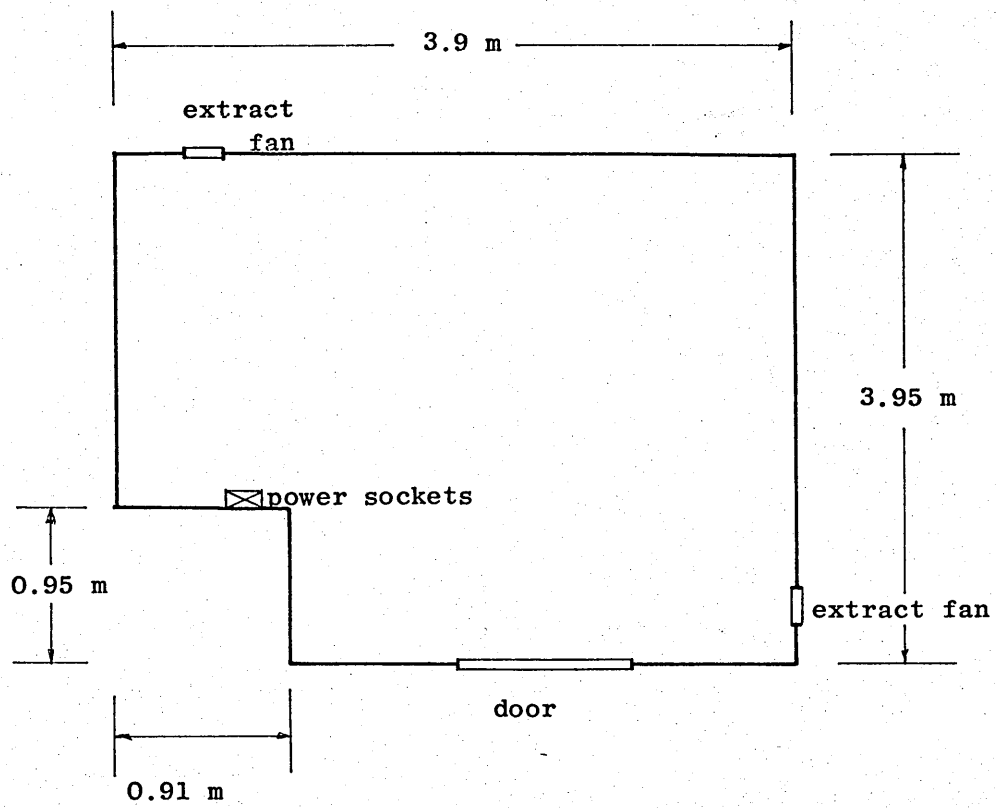 3.9 m
extract
fan
3.95 m
power sockets
0.95 m
extract fan
door
0.91 m